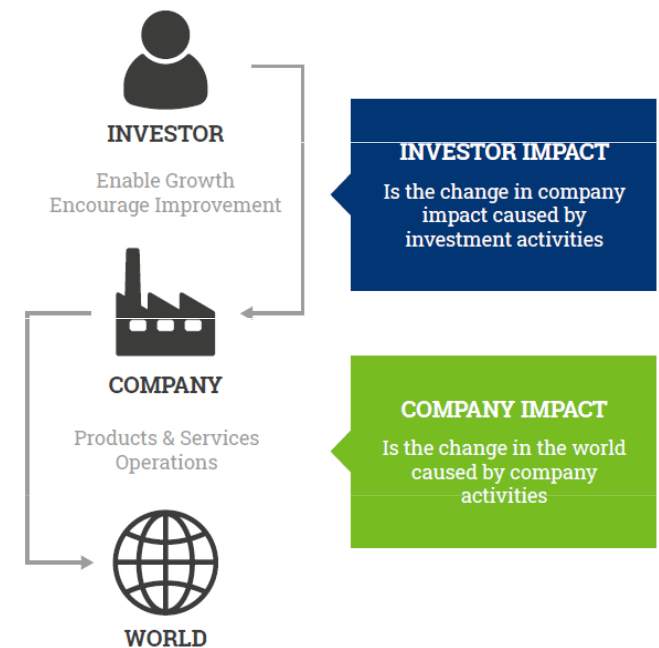 INVESTOR
Enable Growth
Encourage Improvement
INVESTOR IMPACT
Is the change in company
impact caused by
investment activities
COMPANY
Products & Services
Operations
COMPANY IMPACT
Is the change in the world
caused by company
activities
WORLD